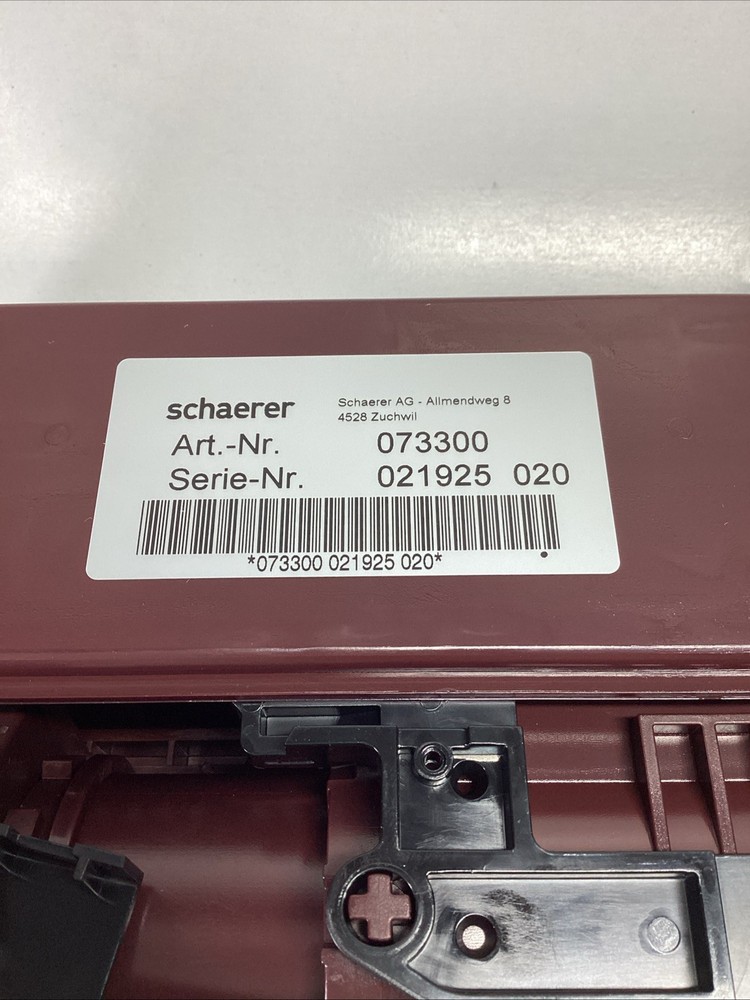 schaerer
Schaerer AG - Allmendweg 8
4528 Zuchwil
Art.-Nr. 073300
Serie-Nr. 021925 020
*073300 021925 020*